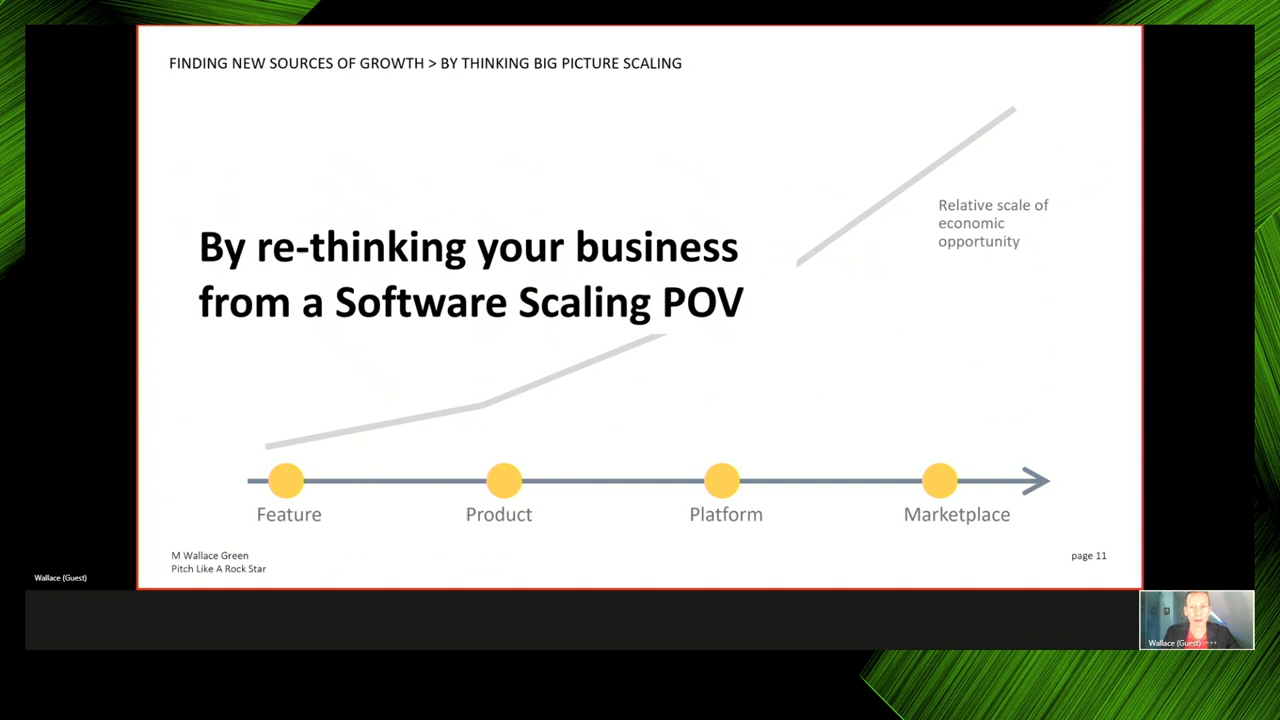 FINDING NEW SOURCES OF GROWTH > BY THINKING BIG PICTURE SCALING
Relative scale of
economic
opportunity
By re-thinking your business
from a Software Scaling POV
Feature
Product
Platform
Marketplace
M Wallace Green
Pitch Like A Rock Star
page 11
Wallace (Guest)
Wallace (Guest)